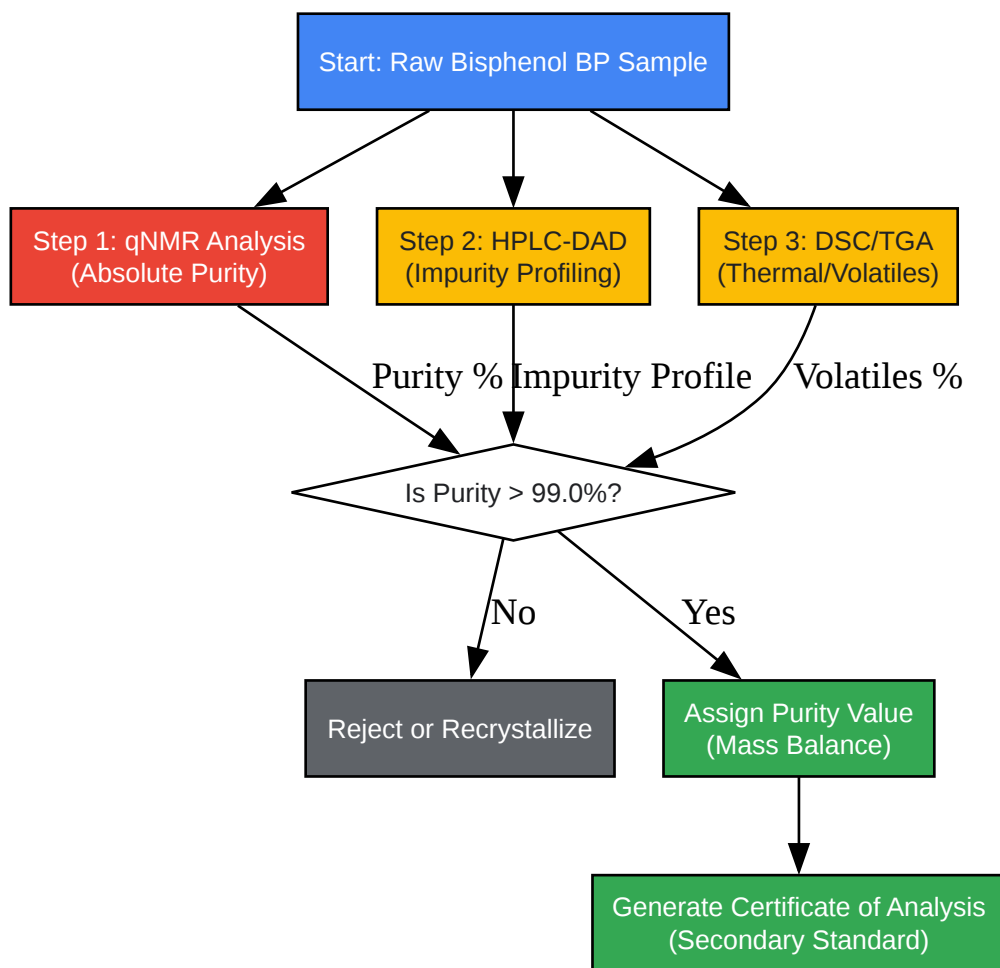 Start: Raw Bisphenol BP Sample
Step 1: qNMR Analysis
(Absolute Purity)
Step 2: HPLC-DAD
(Impurity Profiling)
Step 3: DSC/TGA
(Thermal/Volatiles)
Purity %
Impurity Profile
Volatiles %
Is Purity > 99.0%?
No
Yes
Reject or Recrystallize
Assign Purity Value
(Mass Balance)
Generate Certificate of Analysis
(Secondary Standard)